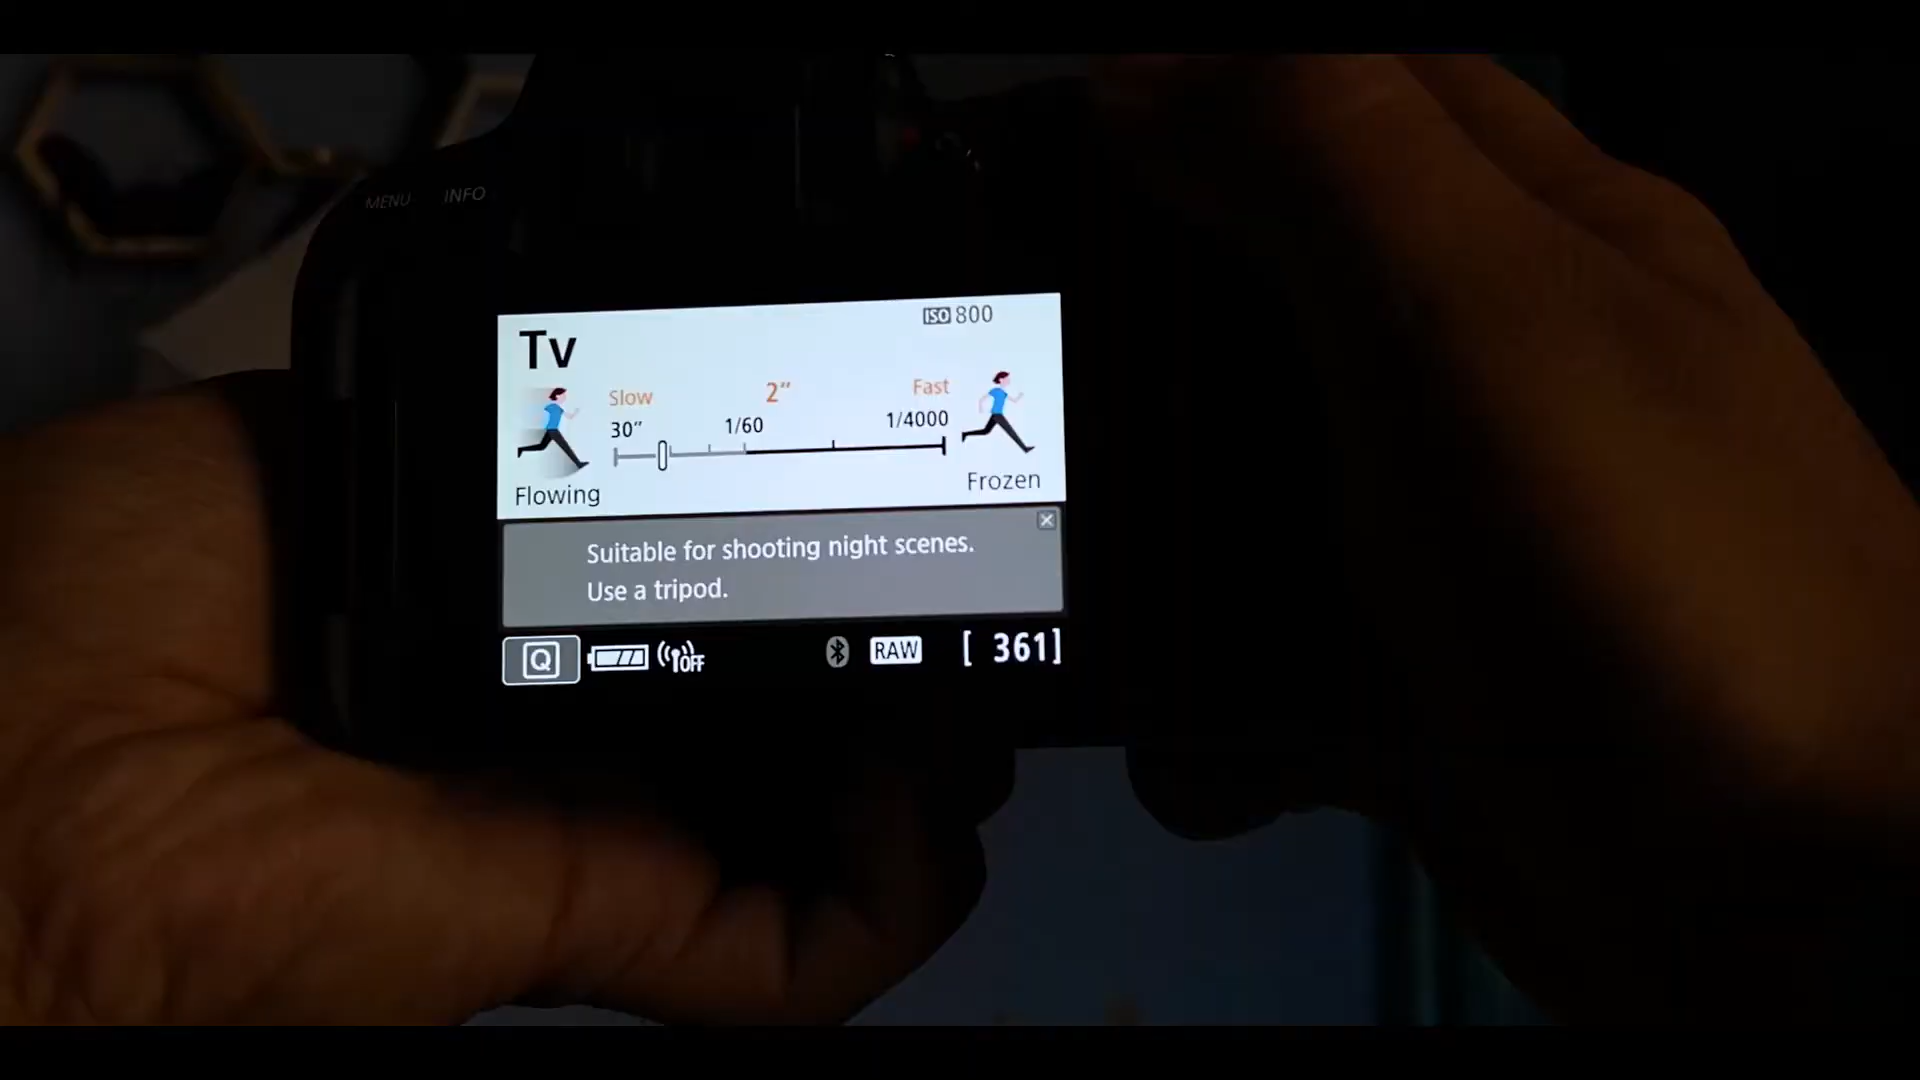 MENU INFO
Tv
ISO 800
Slow 2" Fast
30" 1/60 1/4000
Flowing Frozen
Suitable for shooting night scenes.
Use a tripod.
Q OFF RAW [ 361]